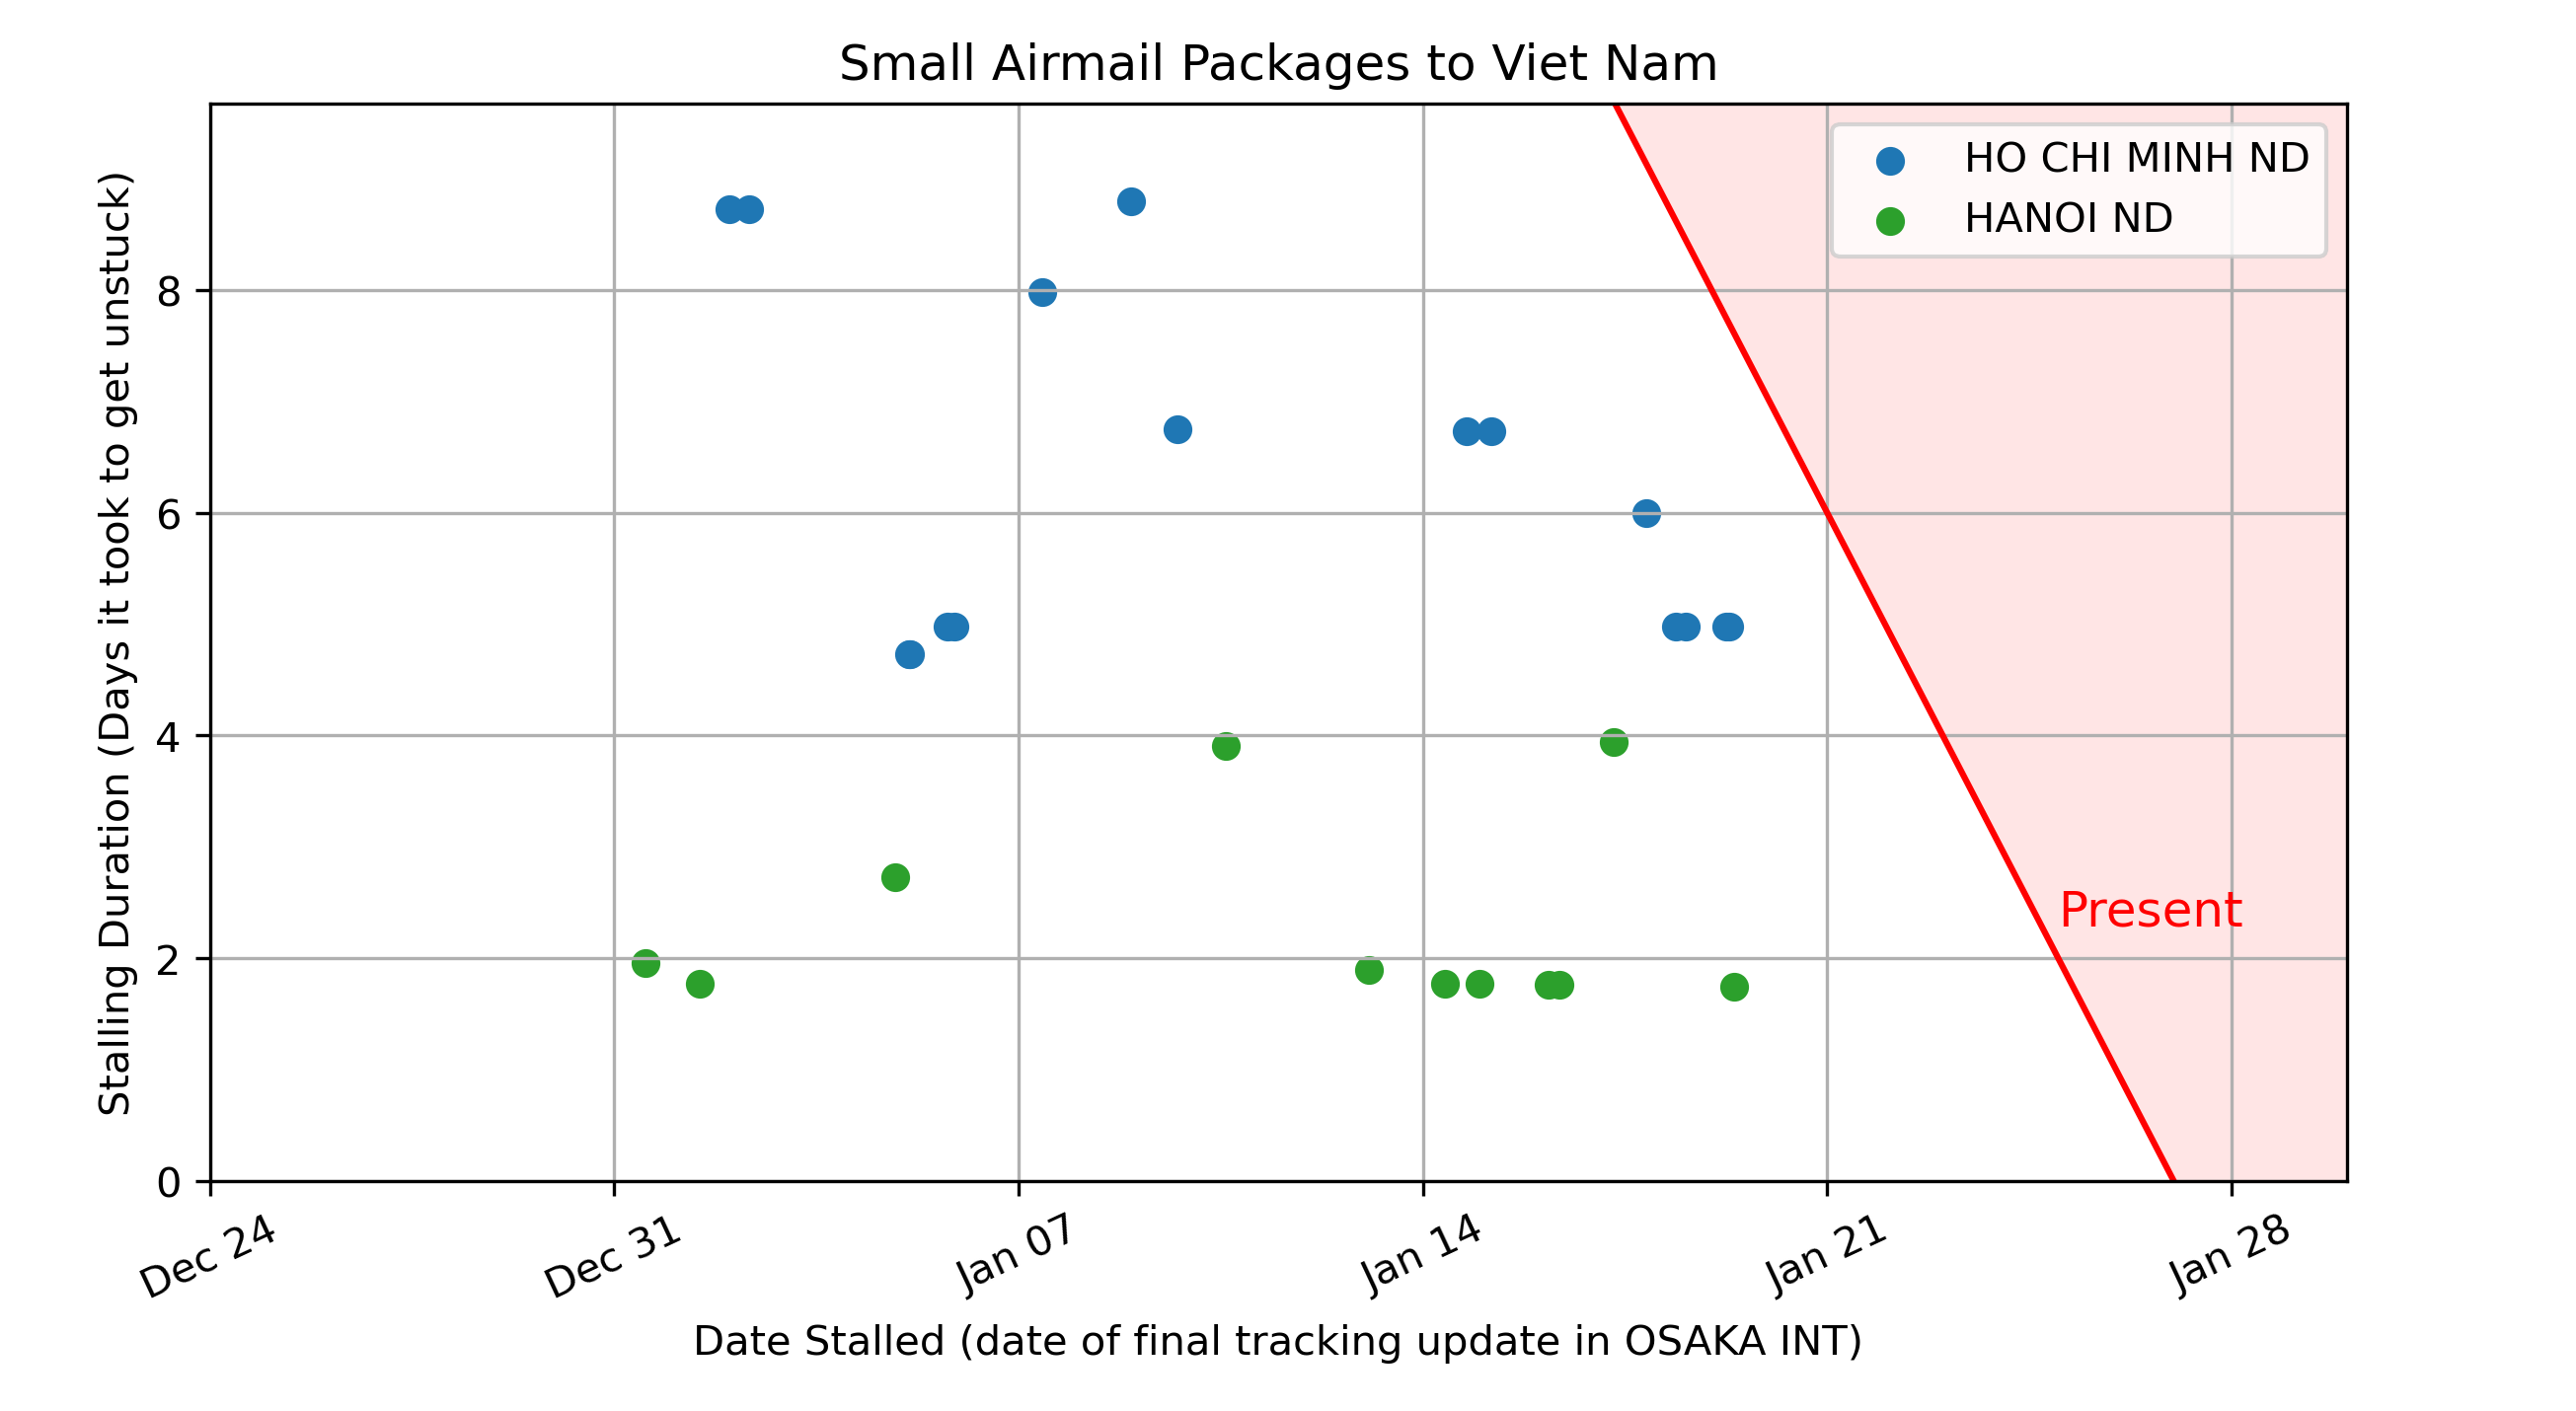 Small Airmail Packages to Viet Nam
HO CHI MINH ND
HANOI ND
Stalling Duration (Days it took to get unstuck)
8
6
4
2
0
Present
Dec 24
Dec 31
Jan 07
Jan 14
Jan 21
Jan 28
Date Stalled (date of final tracking update in OSAKA INT)